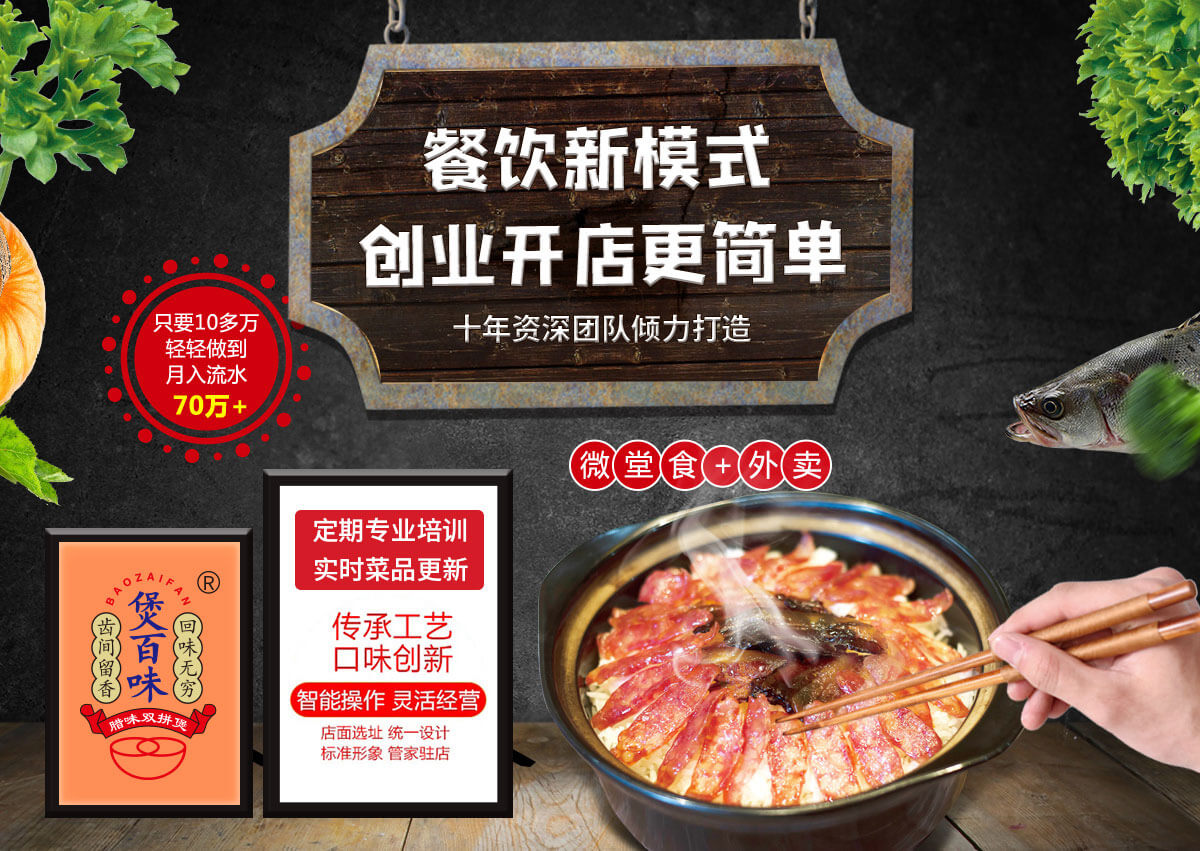 餐饮新模式
创业开店更简单
十年资深团队倾力打造
只要10多万
轻轻做到
月入流水
70万+
微堂食+外卖
定期专业培训
实时菜品更新
传承工艺
口味创新
智能操作 灵活经营
店面选址 统一设计
标准形象 管家驻店
BAOZAIFAN
®
煲百味
齿间留香
回味无穷
腊味双拼煲